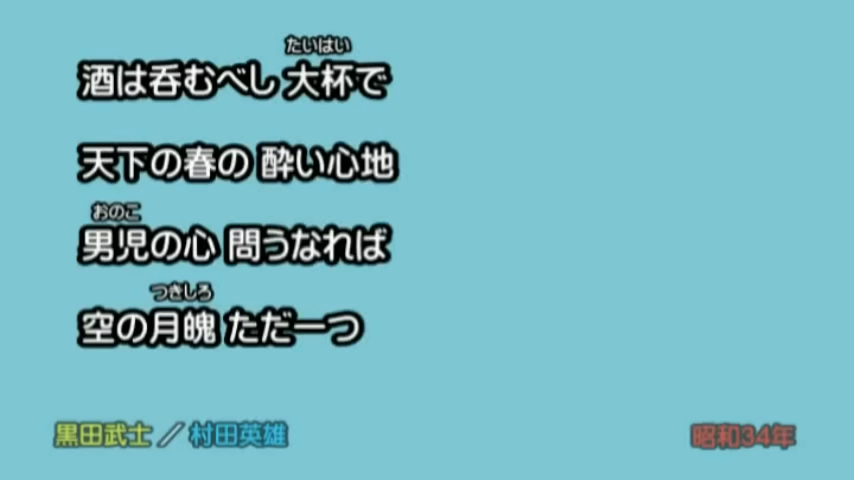 たいはい
酒は呑むべし 大杯で
天下の春の 酔い心地
おのこ
男児の心 問うなれば
つきしろ
空の月魄 ただ一つ
黒田武士／村田英雄
昭和34年